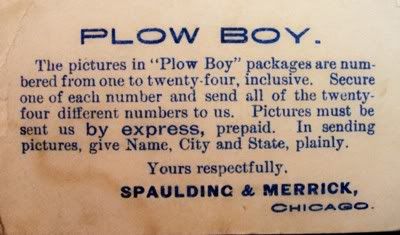 PLOW BOY.
The pictures in "Plow Boy" packages are num-
bered from one to twenty-four, inclusive. Secure
one of each number and send all of the twenty-
four different numbers to us. Pictures must be
sent us by express, prepaid. In sending
pictures, give Name, City and State, plainly.
Yours respectfully.
SPAULDING & MERRICK,
CHICAGO.